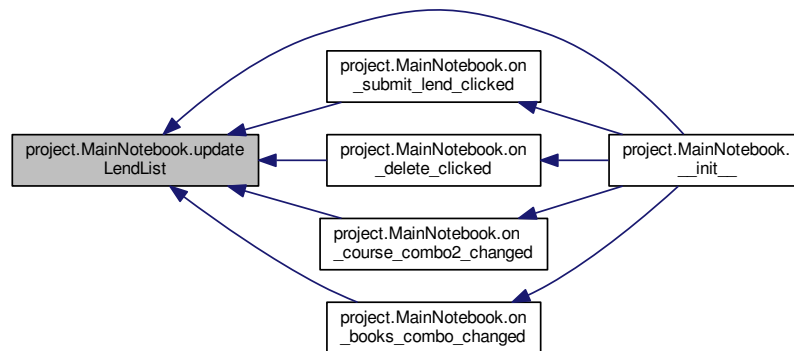 project.MainNotebook.on
_submit_lend_clicked
project.MainNotebook.update
LendList
project.MainNotebook.on
_delete_clicked
project.MainNotebook.
__init__
project.MainNotebook.on
_course_combo2_changed
project.MainNotebook.on
_books_combo_changed